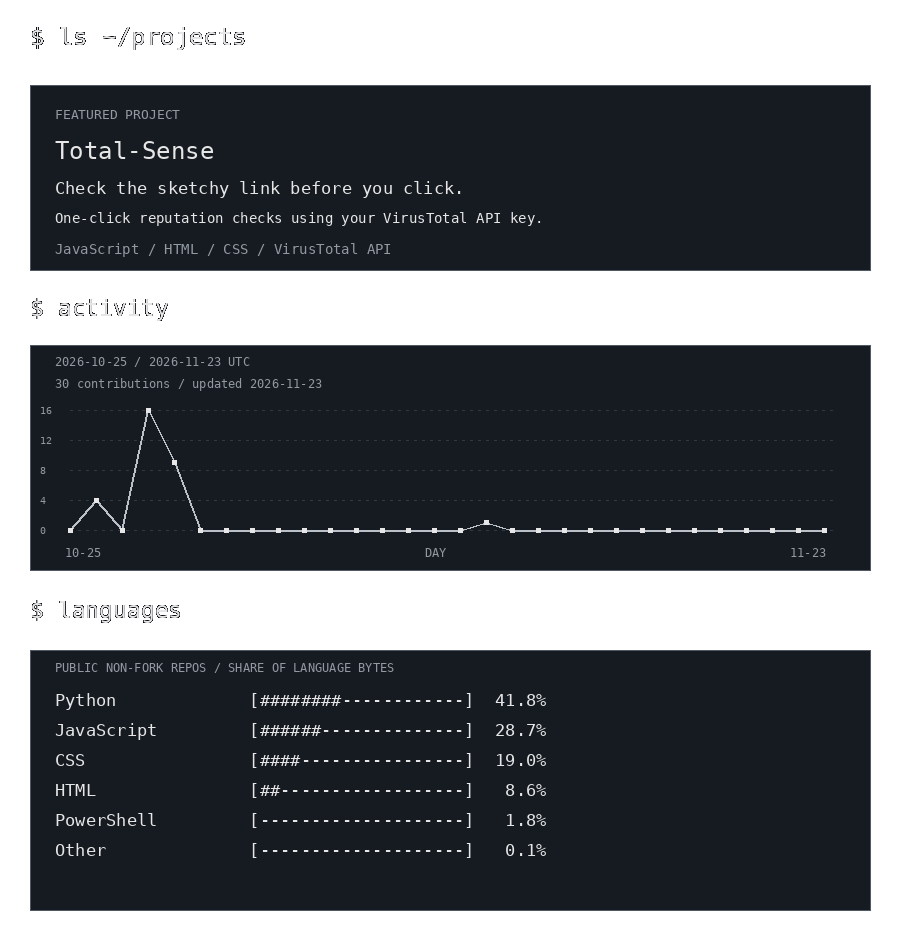 $ ls ~/projects
FEATURED PROJECT
Total-Sense
Check the sketchy link before you click.
One-click reputation checks using your VirusTotal API key.
JavaScript / HTML / CSS / VirusTotal API
$ activity
2026-10-25 / 2026-11-23 UTC
30 contributions / updated 2026-11-23
16
12
8
4
0
10-25 DAY 11-23
$ languages
PUBLIC NON-FORK REPOS / SHARE OF LANGUAGE BYTES
Python [########------------] 41.8%
JavaScript [######--------------] 28.7%
CSS [####----------------] 19.0%
HTML [##------------------] 8.6%
PowerShell [--------------------] 1.8%
Other [--------------------] 0.1%